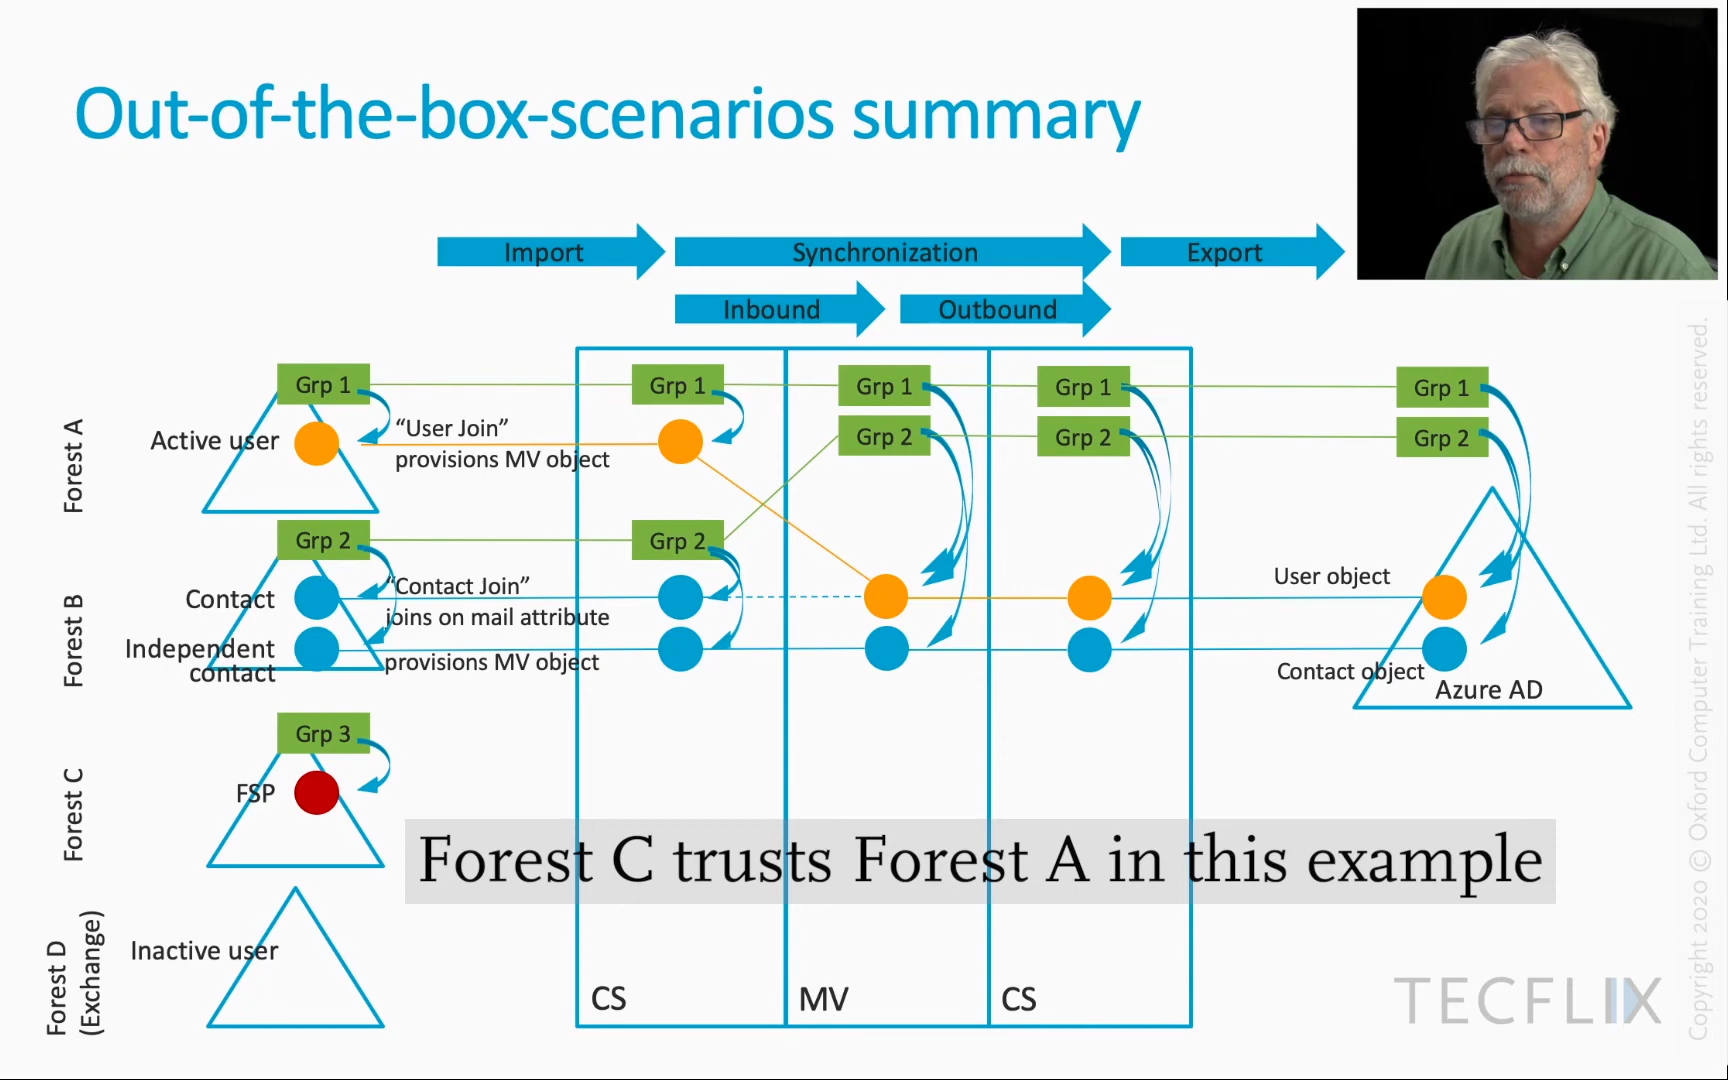 Out-of-the-box-scenarios summary
Import
Synchronization
Export
Inbound
Outbound
Forest A
Grp 1
Active user
"User Join"
provisions MV object
Grp 1
Grp 1
Grp 2
Grp 1
Grp 2
Grp 1
Grp 2
Forest B
Grp 2
Contact
"Contact Join"
joins on mail attribute
Independent
contact
provisions MV object
Grp 2
User object
Contact object
Azure AD
Forest C
Grp 3
FSP
Forest C trusts Forest A in this example
Forest D
(Exchange)
Inactive user
CS
MV
CS
TECFLIX
Copyright 2020 © Oxford Computer Training Ltd. All rights reserved.